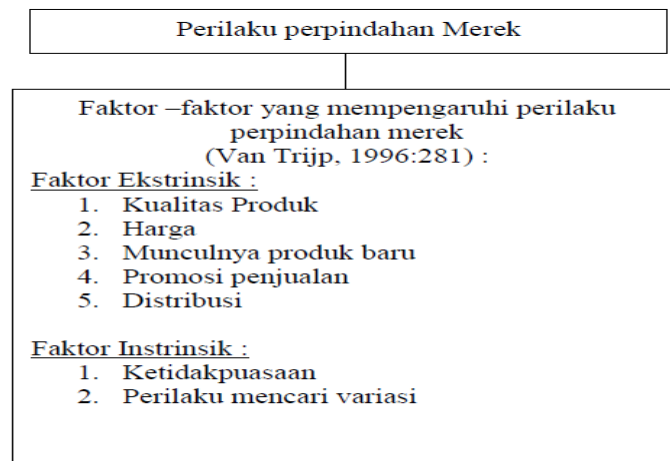 Perilaku perpindahan Merek
Faktor –faktor yang mempengaruhi perilaku
perpindahan merek
(Van Trijp, 1996:281) :
Faktor Ekstrinsik :
1. Kualitas Produk
2. Harga
3. Munculnya produk baru
4. Promosi penjualan
5. Distribusi
Faktor Instrinsik :
1. Ketidakpuasaan
2. Perilaku mencari variasi